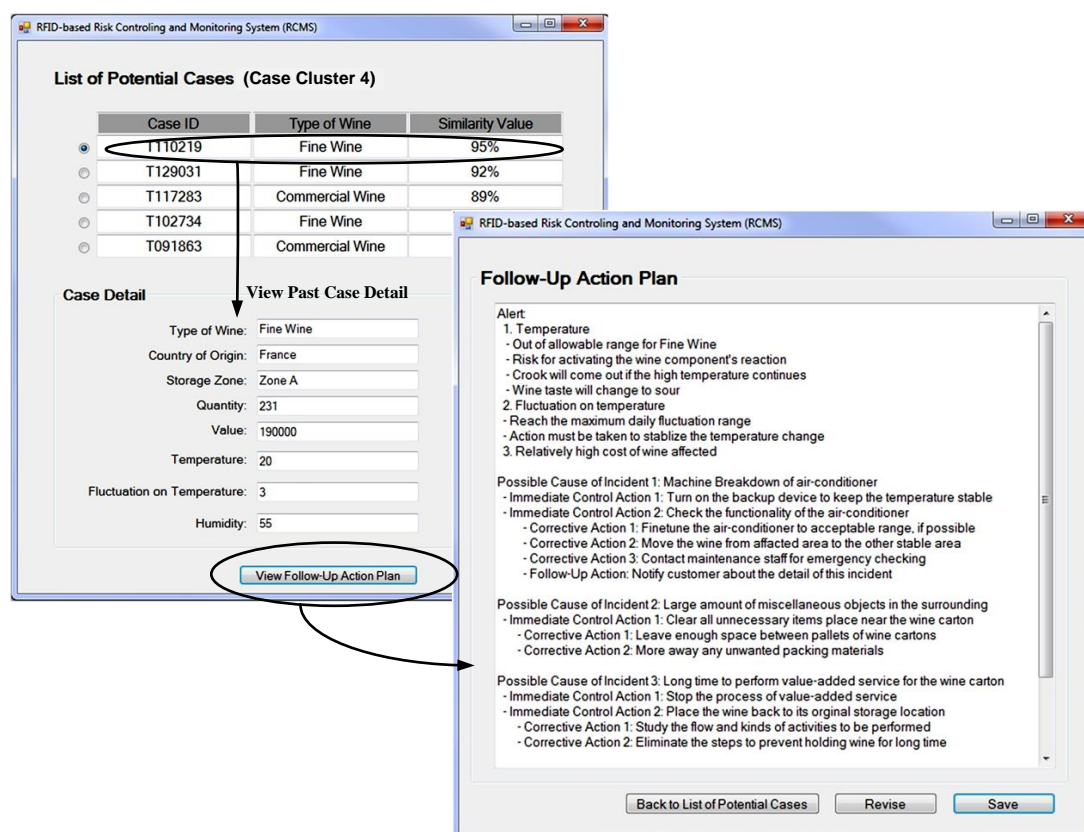 RFID-based Risk Controling and Monitoring System (RCMS)
List of Potential Cases (Case Cluster 4)
Case ID Type of Wine Similarity Value
T110219 Fine Wine 95%
T129031 Fine Wine 92%
T117283 Commercial Wine 89%
T102734 Fine Wine
T091863 Commercial Wine
Case Detail
View Past Case Detail
Type of Wine: Fine Wine
Country of Origin: France
Storage Zone: Zone A
Quantity: 231
Value: 190000
Temperature: 20
Fluctuation on Temperature: 3
Humidity: 55
View Follow-Up Action Plan
RFID-based Risk Controling and Monitoring System (RCMS)
Follow-Up Action Plan
Alert:
1. Temperature
- Out of allowable range for Fine Wine
- Risk for activating the wine component's reaction
- Crook will come out if the high temperature continues
- Wine taste will change to sour
2. Fluctuation on temperature
- Reach the maximum daily fluctuation range
- Action must be taken to stablize the temperature change
3. Relatively high cost of wine affected
Possible Cause of Incident 1: Machine Breakdown of air-conditioner
- Immediate Control Action 1: Turn on the backup device to keep the temperature stable
- Immediate Control Action 2: Check the functionality of the air-conditioner
- Corrective Action 1: Finetune the air-conditioner to acceptable range, if possible
- Corrective Action 2: Move the wine from affacted area to the other stable area
- Corrective Action 3: Contact maintenance staff for emergency checking
- Follow-Up Action: Notify customer about the detail of this incident
Possible Cause of Incident 2: Large amount of miscellaneous objects in the surrounding
- Immediate Control Action 1: Clear all unnecessary items place near the wine carton
- Corrective Action 1: Leave enough space between pallets of wine cartons
- Corrective Action 2: More away any unwanted packing materials
Possible Cause of Incident 3: Long time to perform value-added service for the wine carton
- Immediate Control Action 1: Stop the process of value-added service
- Immediate Control Action 2: Place the wine back to its orginal storage location
- Corrective Action 1: Study the flow and kinds of activities to be performed
- Corrective Action 2: Eliminate the steps to prevent holding wine for long time
Back to List of Potential Cases Revise Save